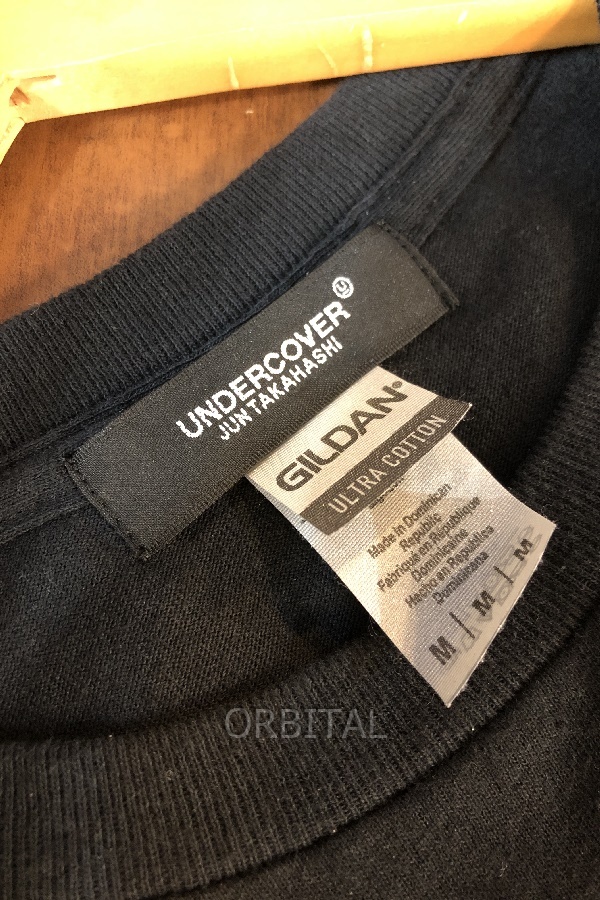 UNDERCOVER
JUN TAKAHASHI
GILDAN®
ULTRA COTTON
Made in Dominican
Republic
Fabriqué en République
Dominicaine
Hecho en República
Dominicana
M | M | M
ORBITAL